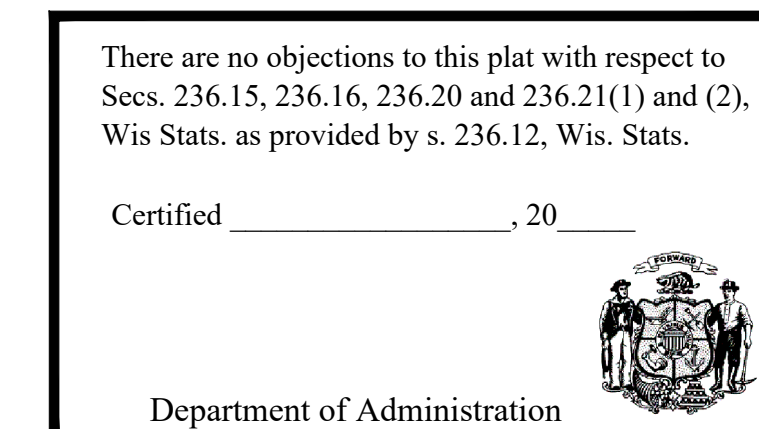 There are no objections to this plat with respect to
Secs. 236.15, 236.16, 236.20 and 236.21(1) and (2),
Wis Stats. as provided by s. 236.12, Wis. Stats.
Certified __________________, 20_____
FORWARD
Department of Administration